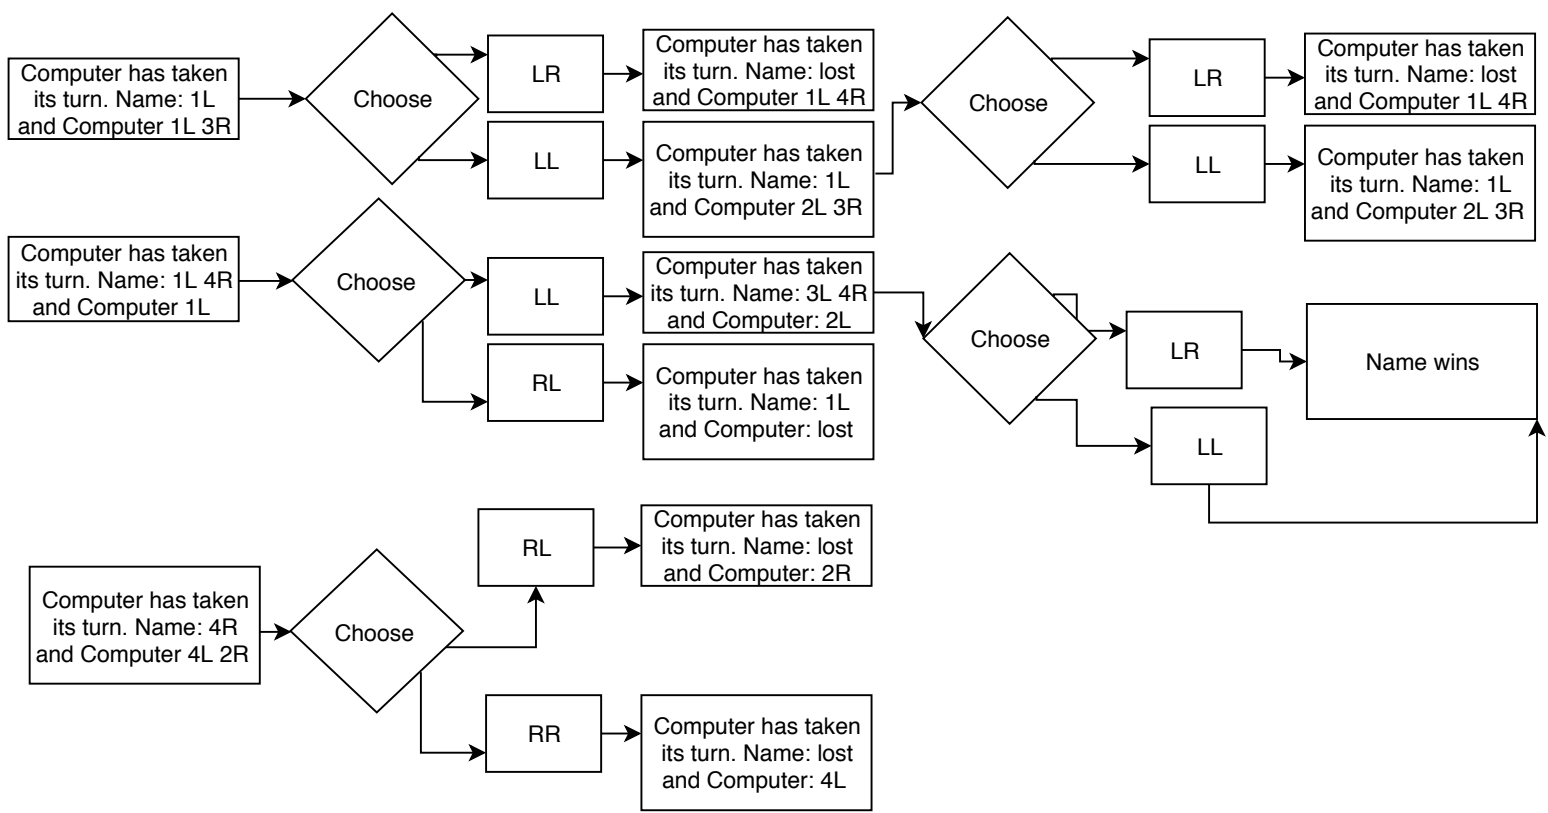 Computer has taken
its turn. Name: 1L
and Computer 1L 3R
Choose
LR
Computer has taken
its turn. Name: lost
and Computer 1L 4R
LL
Computer has taken
its turn. Name: 1L
and Computer 2L 3R
Choose
LR
Computer has taken
its turn. Name: lost
and Computer 1L 4R
LL
Computer has taken
its turn. Name: 1L
and Computer 2L 3R
Computer has taken
its turn. Name: 1L 4R
and Computer 1L
Choose
LL
Computer has taken
its turn. Name: 3L 4R
and Computer: 2L
RL
Computer has taken
its turn. Name: 1L
and Computer: lost
Choose
LR
Name wins
LL
Computer has taken
its turn. Name: 4R
and Computer 4L 2R
Choose
RL
Computer has taken
its turn. Name: lost
and Computer: 2R
RR
Computer has taken
its turn. Name: lost
and Computer: 4L